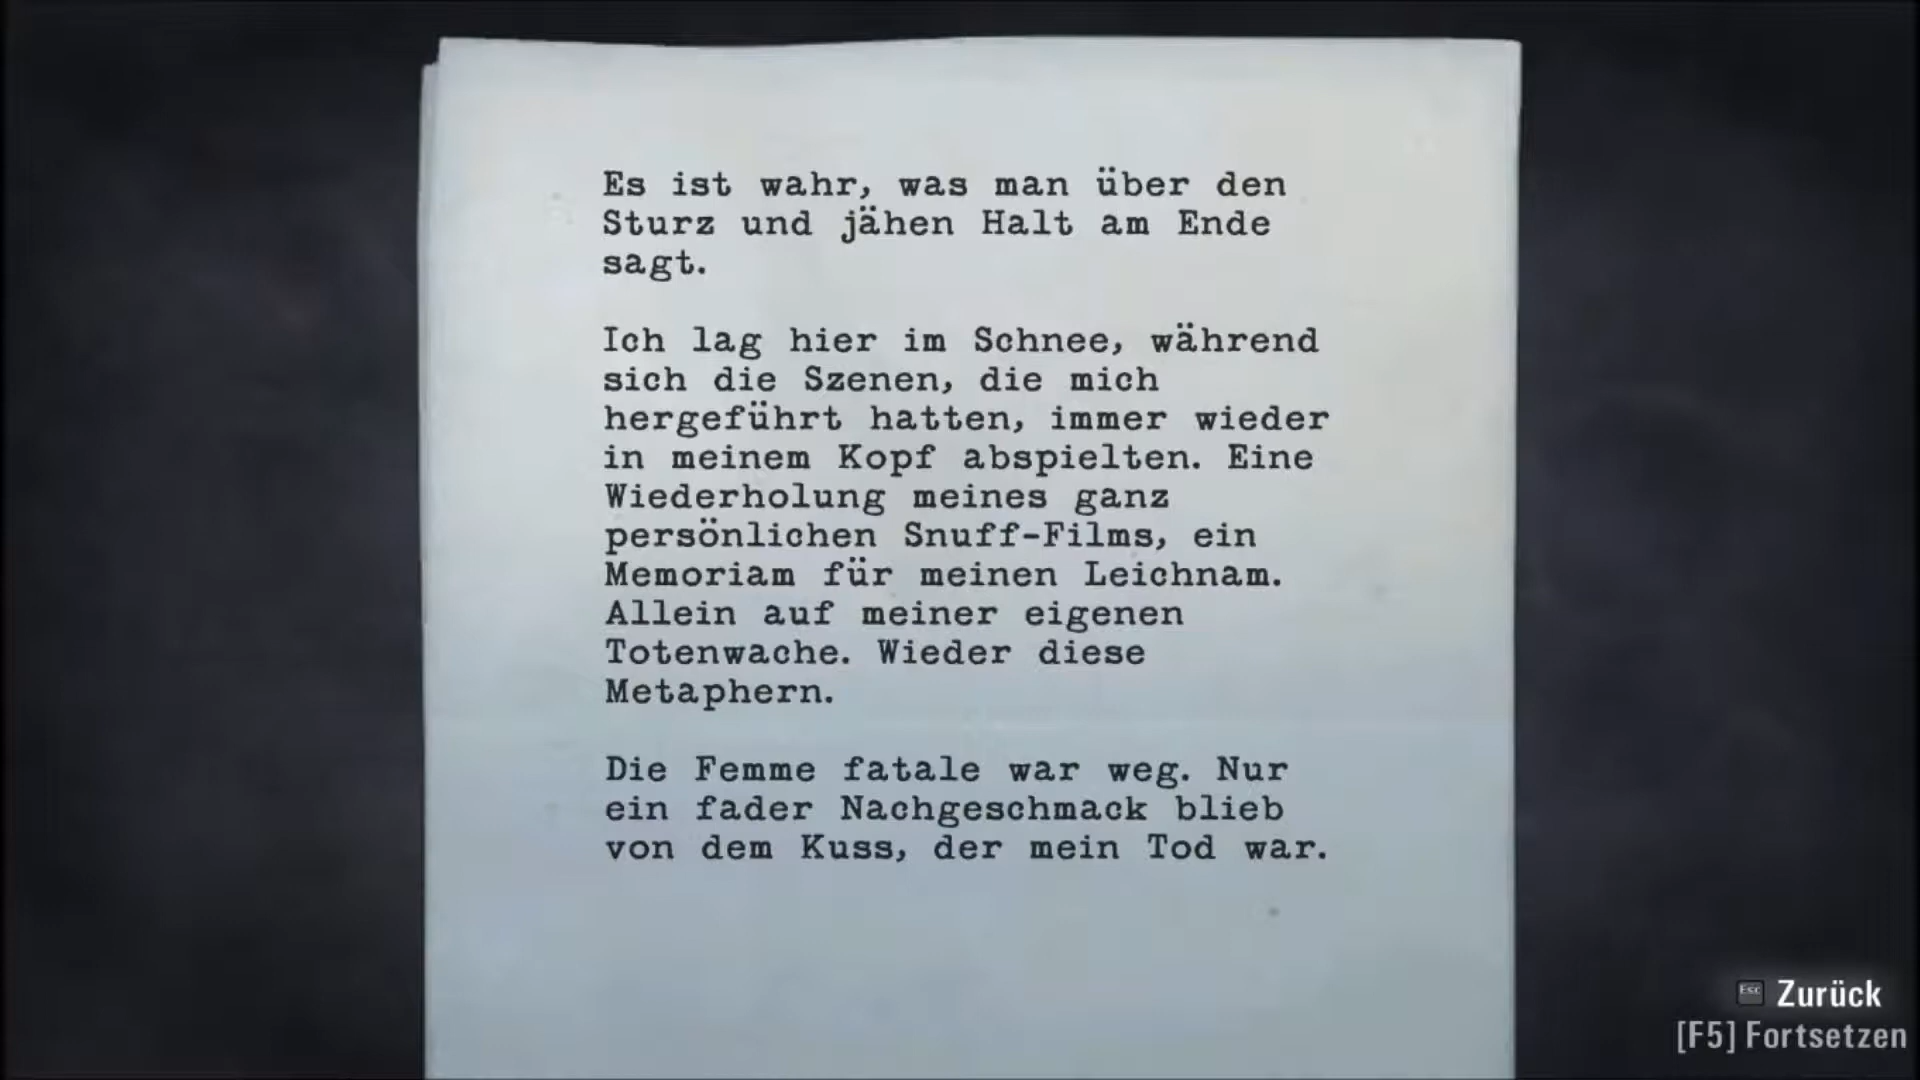 Es ist wahr, was man über den
Sturz und jähen Halt am Ende
sagt.
Ich lag hier im Schnee, während
sich die Szenen, die mich
hergeführt hatten, immer wieder
in meinem Kopf abspielten. Eine
Wiederholung meines ganz
persönlichen Snuff-Films, ein
Memoriam für meinen Leichnam.
Allein auf meiner eigenen
Totenwache. Wieder diese
Metaphern.
Die Femme fatale war weg. Nur
ein fader Nachgeschmack blieb
von dem Kuss, der mein Tod war.
Esc Zurück
[F5] Fortsetzen